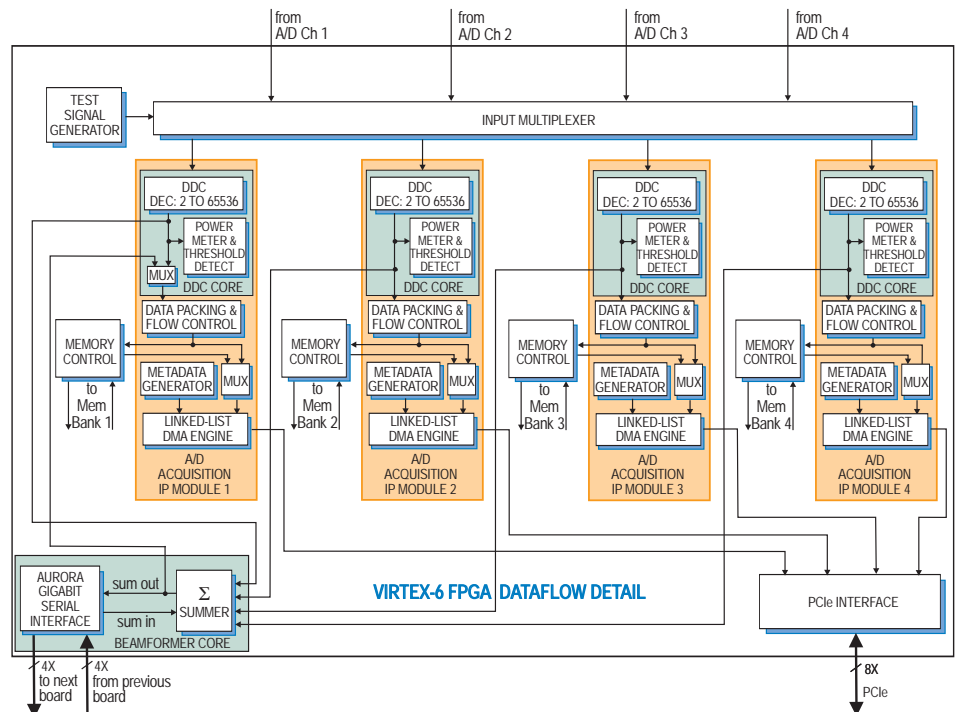 from
A/D Ch 1
from
A/D Ch 2
from
A/D Ch 3
from
A/D Ch 4
TEST
SIGNAL
GENERATOR
INPUT MULTIPLEXER
DDC
DEC: 2 TO 65536
POWER
METER &
THRESHOLD
DETECT
MUX
DDC CORE
DATA PACKING &
FLOW CONTROL
MEMORY
CONTROL
METADATA
GENERATOR
MUX
to
Mem
Bank 1
LINKED-LIST
DMA ENGINE
A/D
ACQUISITION
IP MODULE 1
DDC
DEC: 2 TO 65536
POWER
METER &
THRESHOLD
DETECT
DDC CORE
DATA PACKING &
FLOW CONTROL
MEMORY
CONTROL
METADATA
GENERATOR
MUX
to
Mem
Bank 2
LINKED-LIST
DMA ENGINE
A/D
ACQUISITION
IP MODULE 2
DDC
DEC: 2 TO 65536
POWER
METER &
THRESHOLD
DETECT
DDC CORE
DATA PACKING &
FLOW CONTROL
MEMORY
CONTROL
METADATA
GENERATOR
MUX
to
Mem
Bank 3
LINKED-LIST
DMA ENGINE
A/D
ACQUISITION
IP MODULE 3
DDC
DEC: 2 TO 65536
POWER
METER &
THRESHOLD
DETECT
DDC CORE
DATA PACKING &
FLOW CONTROL
MEMORY
CONTROL
METADATA
GENERATOR
MUX
to
Mem
Bank 4
LINKED-LIST
DMA ENGINE
A/D
ACQUISITION
IP MODULE 4
AURORA
GIGABIT
SERIAL
INTERFACE
sum out
sum in
Σ
SUMMER
BEAMFORMER CORE
VIRTEX-6 FPGA DATAFLOW DETAIL
PCIe INTERFACE
4X
to next
board
4X
from previous
board
8X
PCIe